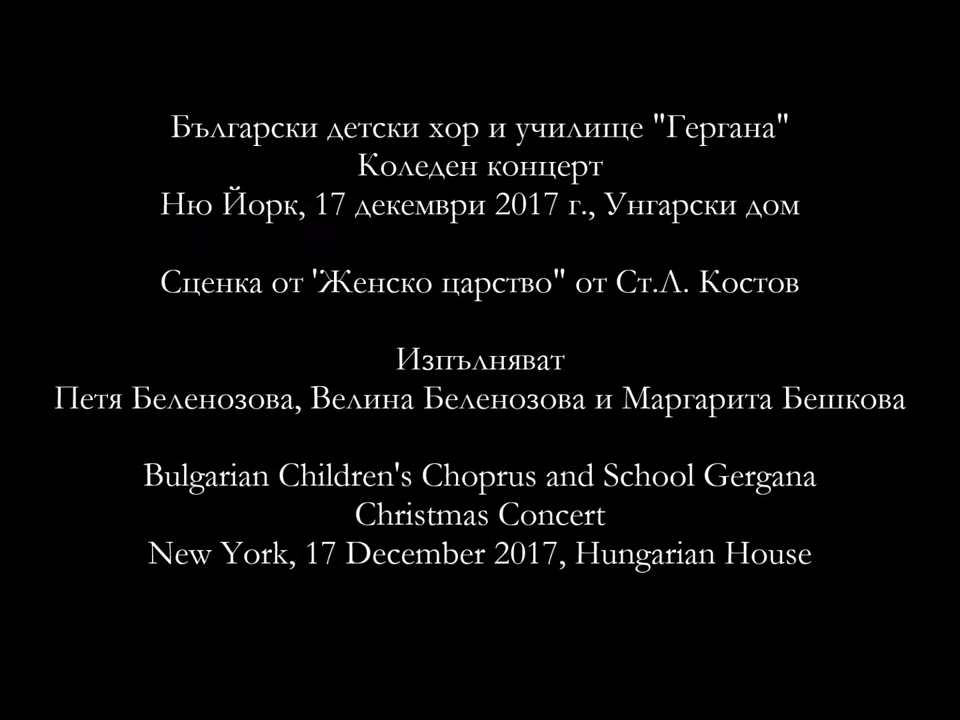 Български детски хор и училище "Гергана"
Коледен концерт
Ню Йорк, 17 декември 2017 г., Унгарски дом
Сценка от 'Женско царство" от Ст.Л. Костов
Изпълняват
Петя Беленозова, Велина Беленозова и Маргарита Бешкова
Bulgarian Children's Choprus and School Gergana
Christmas Concert
New York, 17 December 2017, Hungarian House